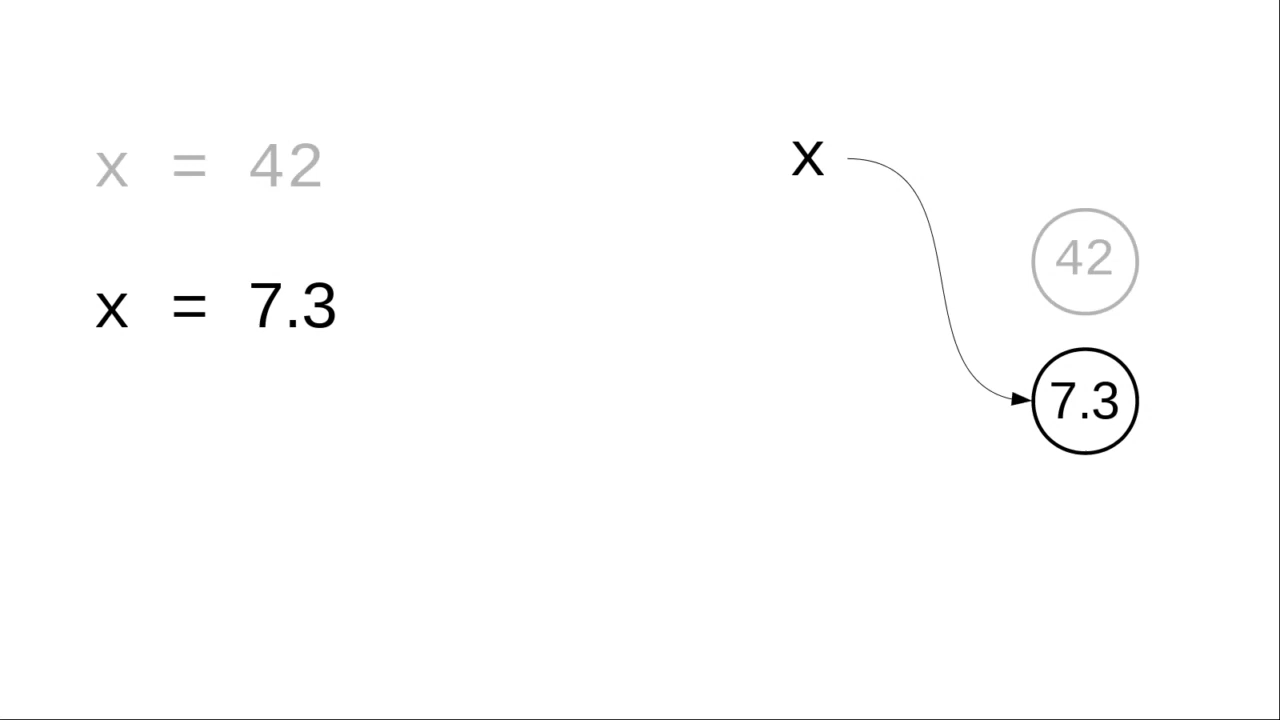 x = 42
x = 7.3
x
42
7.3